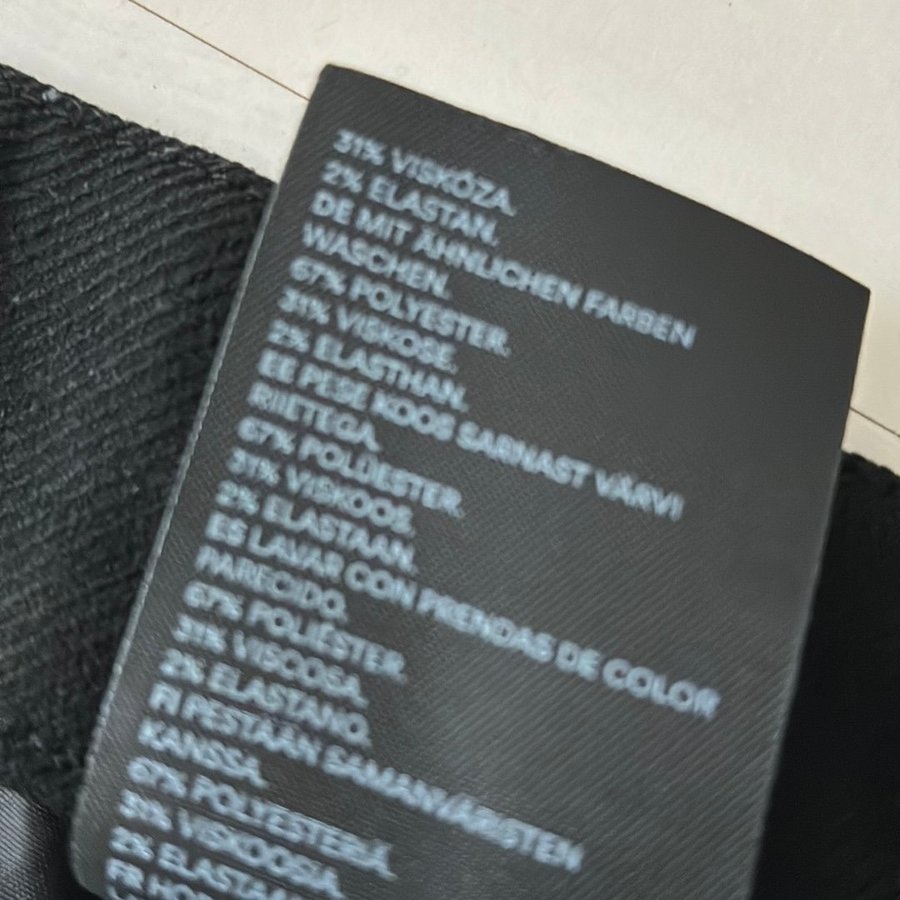 31% VISKÓZA.
2% ELASTAN.
DE MIT ÄHNLICHEN FARBEN
WASCHEN.
67% POLYESTER.
31% VISKOSE.
2% ELASTHAN.
EE PESE KOOS SARNAST VÄRVI
RIIETEGA.
67% POLÜESTER.
31% VISKOOS.
2% ELASTAAN.
ES LAVAR CON PRENDAS DE COLOR
PARECIDO.
67% POLIÉSTER.
31% VISCOSA.
2% ELASTANO.
FI PESTÄÄN SAMANVÄRISTEN
KANSSA.
67% POLYESTERIÄ.
31% VISKOOSIA.
2%
FR